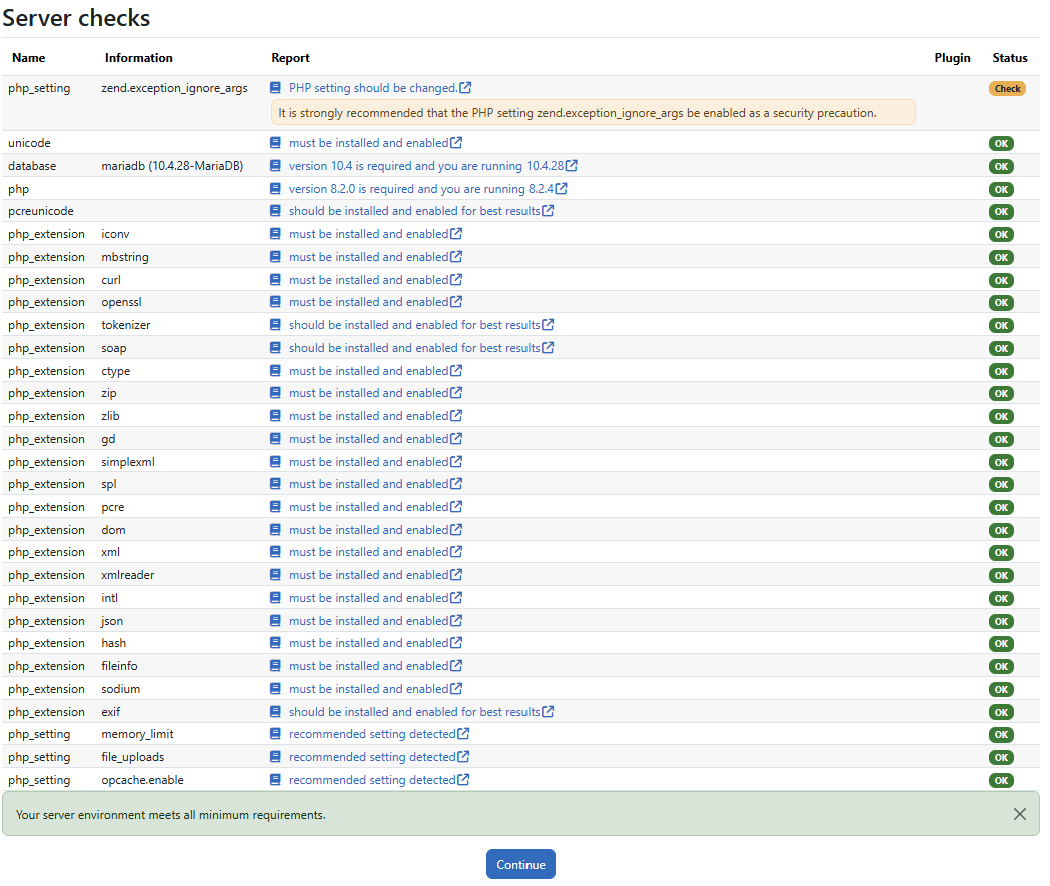 Server checks
Name Information Report Plugin Status
php_setting zend.exception_ignore_args PHP setting should be changed. Check
It is strongly recommended that the PHP setting zend.exception_ignore_args be enabled as a security precaution.
unicode must be installed and enabled OK
database mariadb (10.4.28-MariaDB) version 10.4 is required and you are running 10.4.28 OK
php version 8.2.0 is required and you are running 8.2.4 OK
pcreunicode should be installed and enabled for best results OK
php_extension iconv must be installed and enabled OK
php_extension mbstring must be installed and enabled OK
php_extension curl must be installed and enabled OK
php_extension openssl must be installed and enabled OK
php_extension tokenizer should be installed and enabled for best results OK
php_extension soap should be installed and enabled for best results OK
php_extension ctype must be installed and enabled OK
php_extension zip must be installed and enabled OK
php_extension zlib must be installed and enabled OK
php_extension gd must be installed and enabled OK
php_extension simplexml must be installed and enabled OK
php_extension spl must be installed and enabled OK
php_extension pcre must be installed and enabled OK
php_extension dom must be installed and enabled OK
php_extension xml must be installed and enabled OK
php_extension xmlreader must be installed and enabled OK
php_extension intl must be installed and enabled OK
php_extension json must be installed and enabled OK
php_extension hash must be installed and enabled OK
php_extension fileinfo must be installed and enabled OK
php_extension sodium must be installed and enabled OK
php_extension exif should be installed and enabled for best results OK
php_setting memory_limit recommended setting detected OK
php_setting file_uploads recommended setting detected OK
php_setting opcache.enable recommended setting detected OK
Your server environment meets all minimum requirements.
Continue